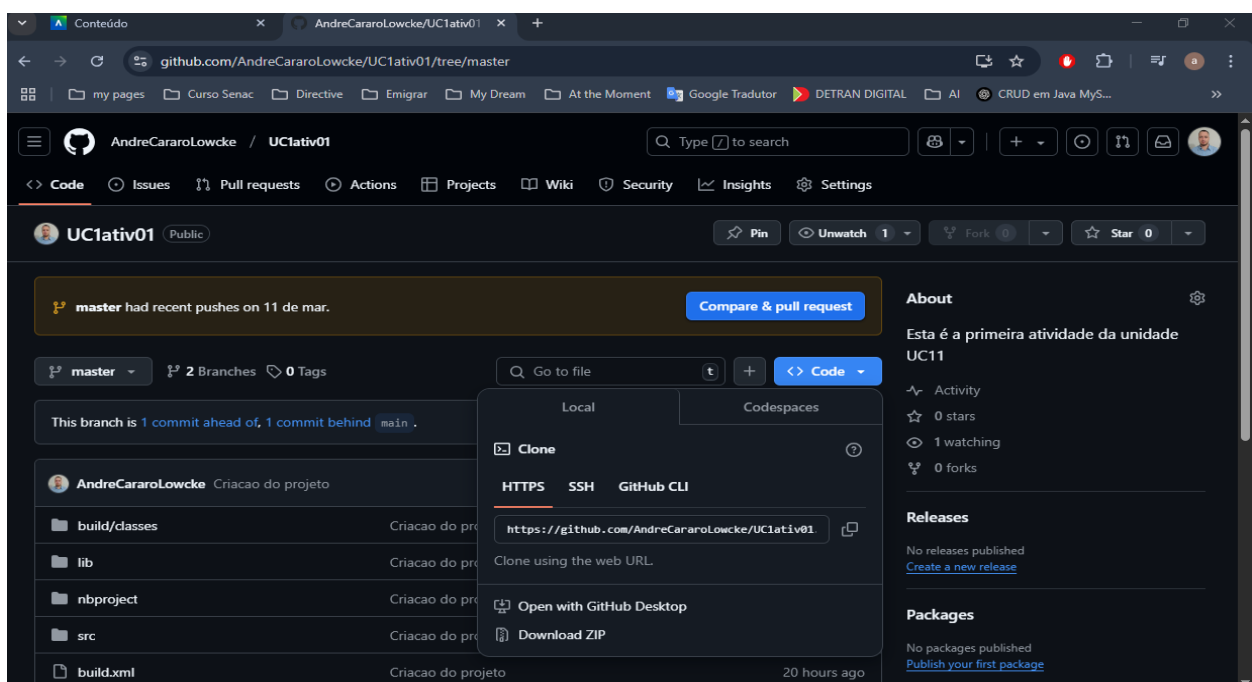 Conteúdo
AndreCararoLowcke/UC1ativ01
github.com/AndreCararoLowcke/UC1ativ01/tree/master
a
my pages Curso Senac Directive Emigrar My Dream At the Moment Google Tradutor DETRAN DIGITAL AI CRUD em Java MyS...
AndreCararoLowcke / UC1ativ01
Type / to search
Code Issues Pull requests Actions Projects Wiki Security Insights Settings
UC1ativ01 Public
Pin Unwatch 1 Fork 0 Star 0
master had recent pushes on 11 de mar.
Compare & pull request
master 2 Branches 0 Tags
Go to file t
Code
This branch is 1 commit ahead of, 1 commit behind main .
AndreCararoLowcke Criacao do projeto
build/classes Criacao do pro
lib Criacao do pro
nbproject Criacao do pro
src Criacao do pro
build.xml Criacao do projeto 20 hours ago
Local Codespaces
Clone
HTTPS SSH GitHub CLI
https://github.com/AndreCararoLowcke/UC1ativ01.
Clone using the web URL.
Open with GitHub Desktop
Download ZIP
About
Esta é a primeira atividade da unidade
UC11
Activity
0 stars
1 watching
0 forks
Releases
No releases published
Create a new release
Packages
No packages published
Publish your first package